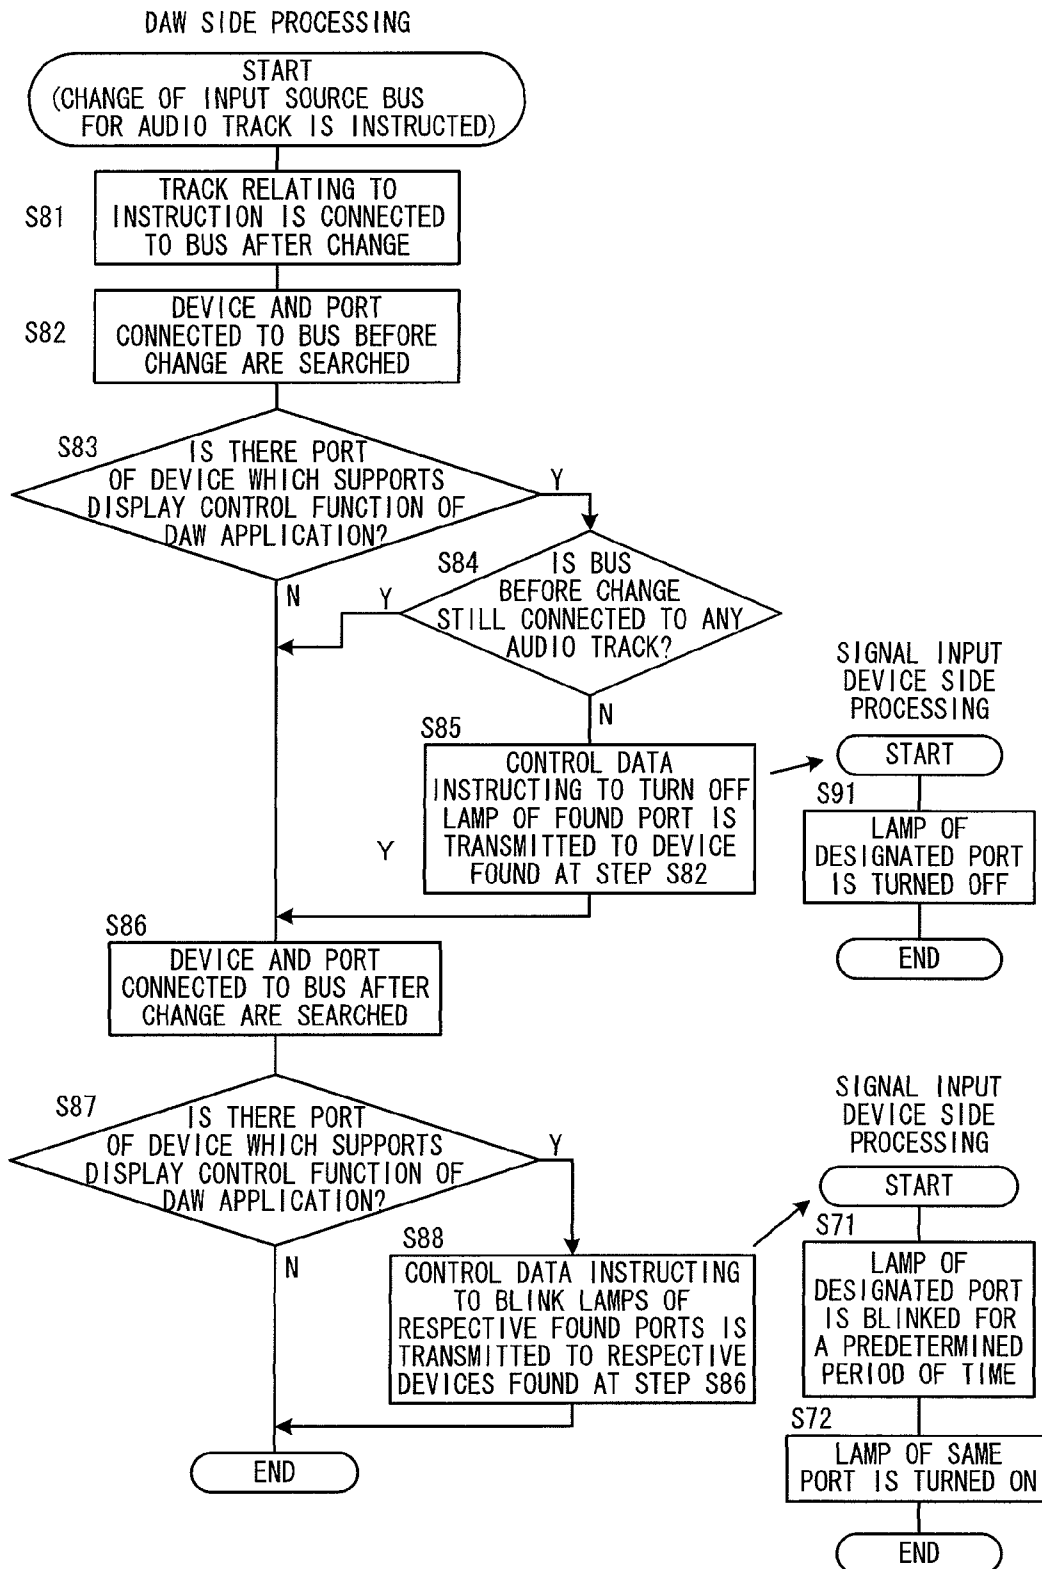 DAW SIDE PROCESSING
START
(CHANGE OF INPUT SOURCE BUS
FOR AUDIO TRACK IS INSTRUCTED)
S81
TRACK RELATING TO
INSTRUCTION IS CONNECTED
TO BUS AFTER CHANGE
S82
DEVICE AND PORT
CONNECTED TO BUS BEFORE
CHANGE ARE SEARCHED
S83
IS THERE PORT
OF DEVICE WHICH SUPPORTS
DISPLAY CONTROL FUNCTION OF
DAW APPLICATION?
Y
N
S84
IS BUS
BEFORE CHANGE
STILL CONNECTED TO ANY
AUDIO TRACK?
Y
N
S85
CONTROL DATA
INSTRUCTING TO TURN OFF
LAMP OF FOUND PORT IS
TRANSMITTED TO DEVICE
FOUND AT STEP S82
Y
SIGNAL INPUT
DEVICE SIDE
PROCESSING
START
S91
LAMP OF
DESIGNATED PORT
IS TURNED OFF
END
S86
DEVICE AND PORT
CONNECTED TO BUS AFTER
CHANGE ARE SEARCHED
S87
IS THERE PORT
OF DEVICE WHICH SUPPORTS
DISPLAY CONTROL FUNCTION OF
DAW APPLICATION?
Y
N
S88
CONTROL DATA INSTRUCTING
TO BLINK LAMPS OF
RESPECTIVE FOUND PORTS IS
TRANSMITTED TO RESPECTIVE
DEVICES FOUND AT STEP S86
END
SIGNAL INPUT
DEVICE SIDE
PROCESSING
START
S71
LAMP OF
DESIGNATED PORT
IS BLINKED FOR
A PREDETERMINED
PERIOD OF TIME
S72
LAMP OF SAME
PORT IS TURNED ON
END